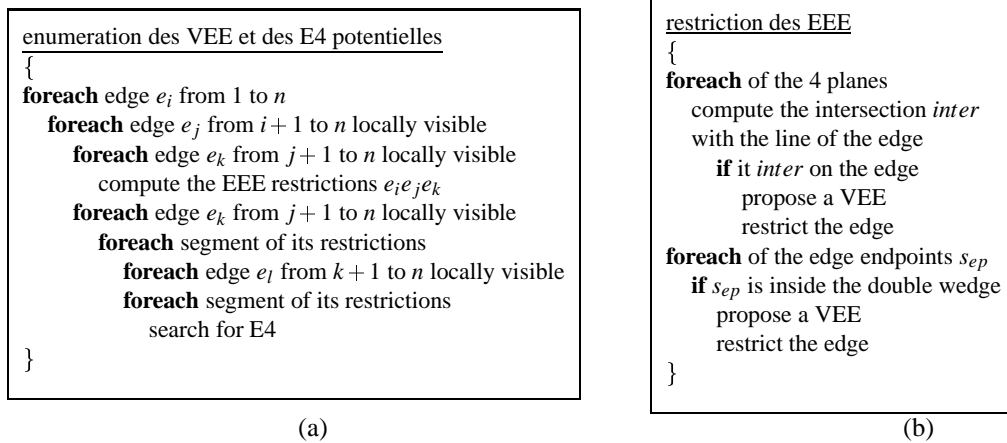 enumeration des VEE et des E4 potentielles
{
foreach edge e_i from 1 to n
foreach edge e_j from i+1 to n locally visible
foreach edge e_k from j+1 to n locally visible
compute the EEE restrictions e_i e_j e_k
foreach edge e_k from j+1 to n locally visible
foreach segment of its restrictions
foreach edge e_l from k+1 to n locally visible
foreach segment of its restrictions
search for E4
}
(a)
restriction des EEE
{
foreach of the 4 planes
compute the intersection inter
with the line of the edge
if it inter on the edge
propose a VEE
restrict the edge
foreach of the edge endpoints s_ep
if s_ep is inside the double wedge
propose a VEE
restrict the edge
}
(b)